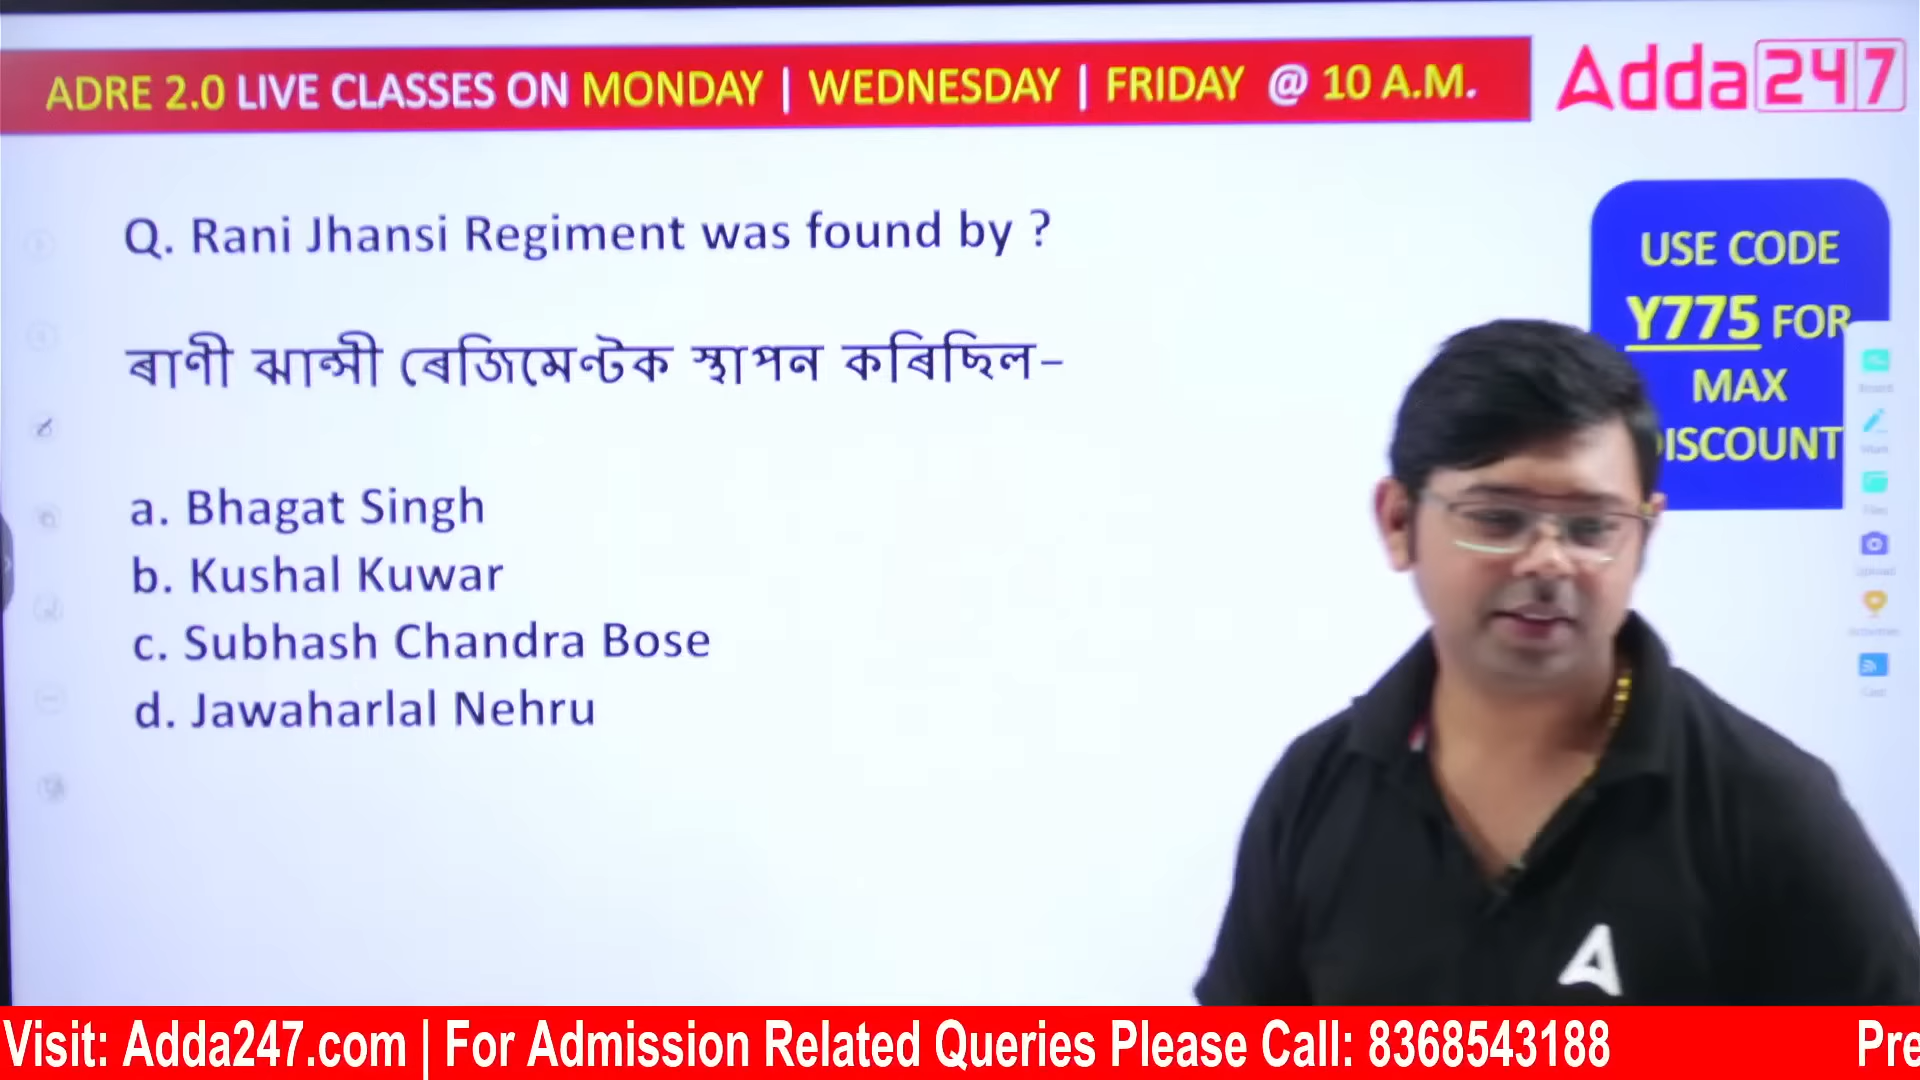 ADRE 2.0 LIVE CLASSES ON MONDAY | WEDNESDAY | FRIDAY @ 10 A.M.
Adda247
Q. Rani Jhansi Regiment was found by ?
ৰাণী ঝান্সী ৰেজিমেণ্টক স্থাপন কৰিছিল–
a. Bhagat Singh
b. Kushal Kuwar
c. Subhash Chandra Bose
d. Jawaharlal Nehru
USE CODE
Y775 FOR
MAX
DISCOUNT
Visit: Adda247.com | For Admission Related Queries Please Call: 8368543188
Pre